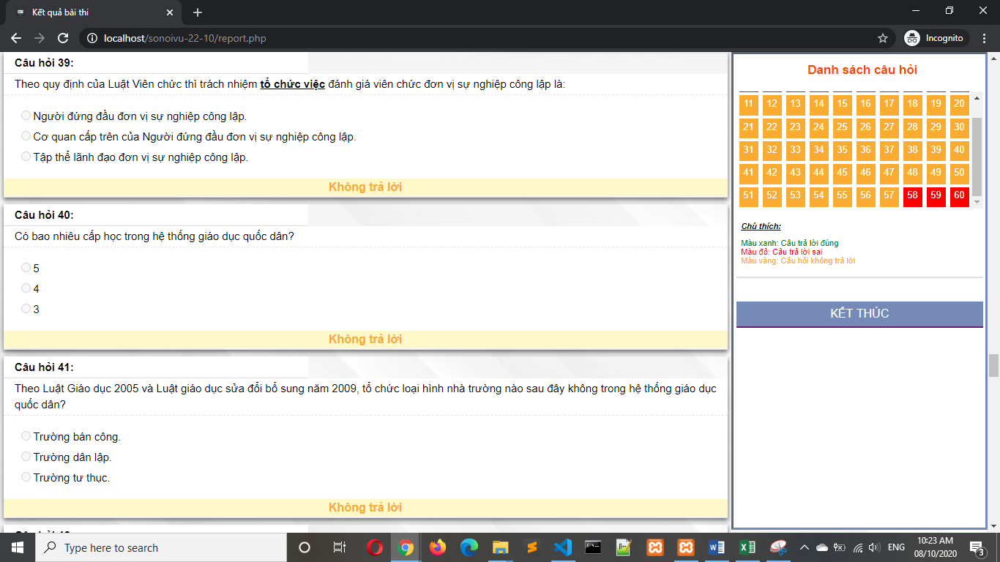 Kết quả bài thi
localhost/sonoivu-22-10/report.php
Incognito
Câu hỏi 39:
Theo quy định của Luật Viên chức thì trách nhiệm tổ chức việc đánh giá viên chức đơn vị sự nghiệp công lập là:
Người đứng đầu đơn vị sự nghiệp công lập.
Cơ quan cấp trên của Người đứng đầu đơn vị sự nghiệp công lập.
Tập thể lãnh đạo đơn vị sự nghiệp công lập.
Không trả lời
Câu hỏi 40:
Có bao nhiêu cấp học trong hệ thống giáo dục quốc dân?
5
4
3
Không trả lời
Câu hỏi 41:
Theo Luật Giáo dục 2005 và Luật giáo dục sửa đổi bổ sung năm 2009, tổ chức loại hình nhà trường nào sau đây không trong hệ thống giáo dục
quốc dân?
Trường bán công.
Trường dân lập.
Trường tư thục.
Không trả lời
Danh sách câu hỏi
11 12 13 14 15 16 17 18 19 20
21 22 23 24 25 26 27 28 29 30
31 32 33 34 35 36 37 38 39 40
41 42 43 44 45 46 47 48 49 50
51 52 53 54 55 56 57 58 59 60
Chú thích:
Màu xanh: Câu trả lời đúng
Màu đỏ: Câu trả lời sai
Màu vàng: Câu hỏi không trả lời
KẾT THÚC
Type here to search
ENG
10:23 AM
08/10/2020
3